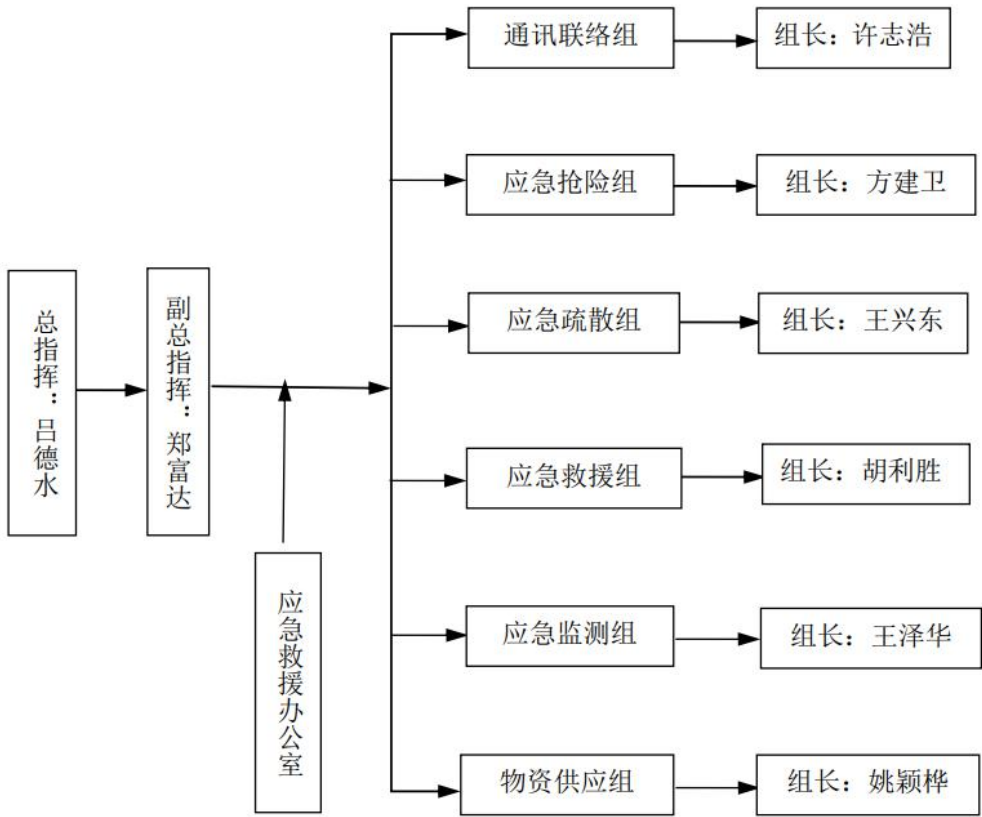 总指挥：吕德水
副总指挥：郑富达
应急救援办公室
通讯联络组
组长：许志浩
应急抢险组
组长：方建卫
应急疏散组
组长：王兴东
应急救援组
组长：胡利胜
应急监测组
组长：王泽华
物资供应组
组长：姚颖桦